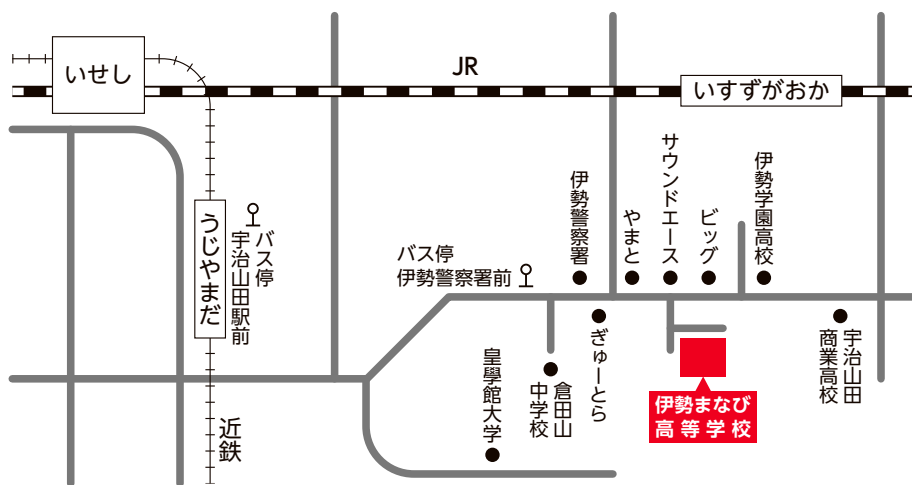 いせし
JR
いすずがおか
うじやまだ
バス停
宇治山田駅前
近鉄
バス停
伊勢警察署前
伊勢警察署
やまと
サウンドエース
ビッグ
伊勢学園高校
皇學館大学
倉田山
中学校
ぎゅーとら
伊勢まなび
高等学校
宇治山田
商業高校